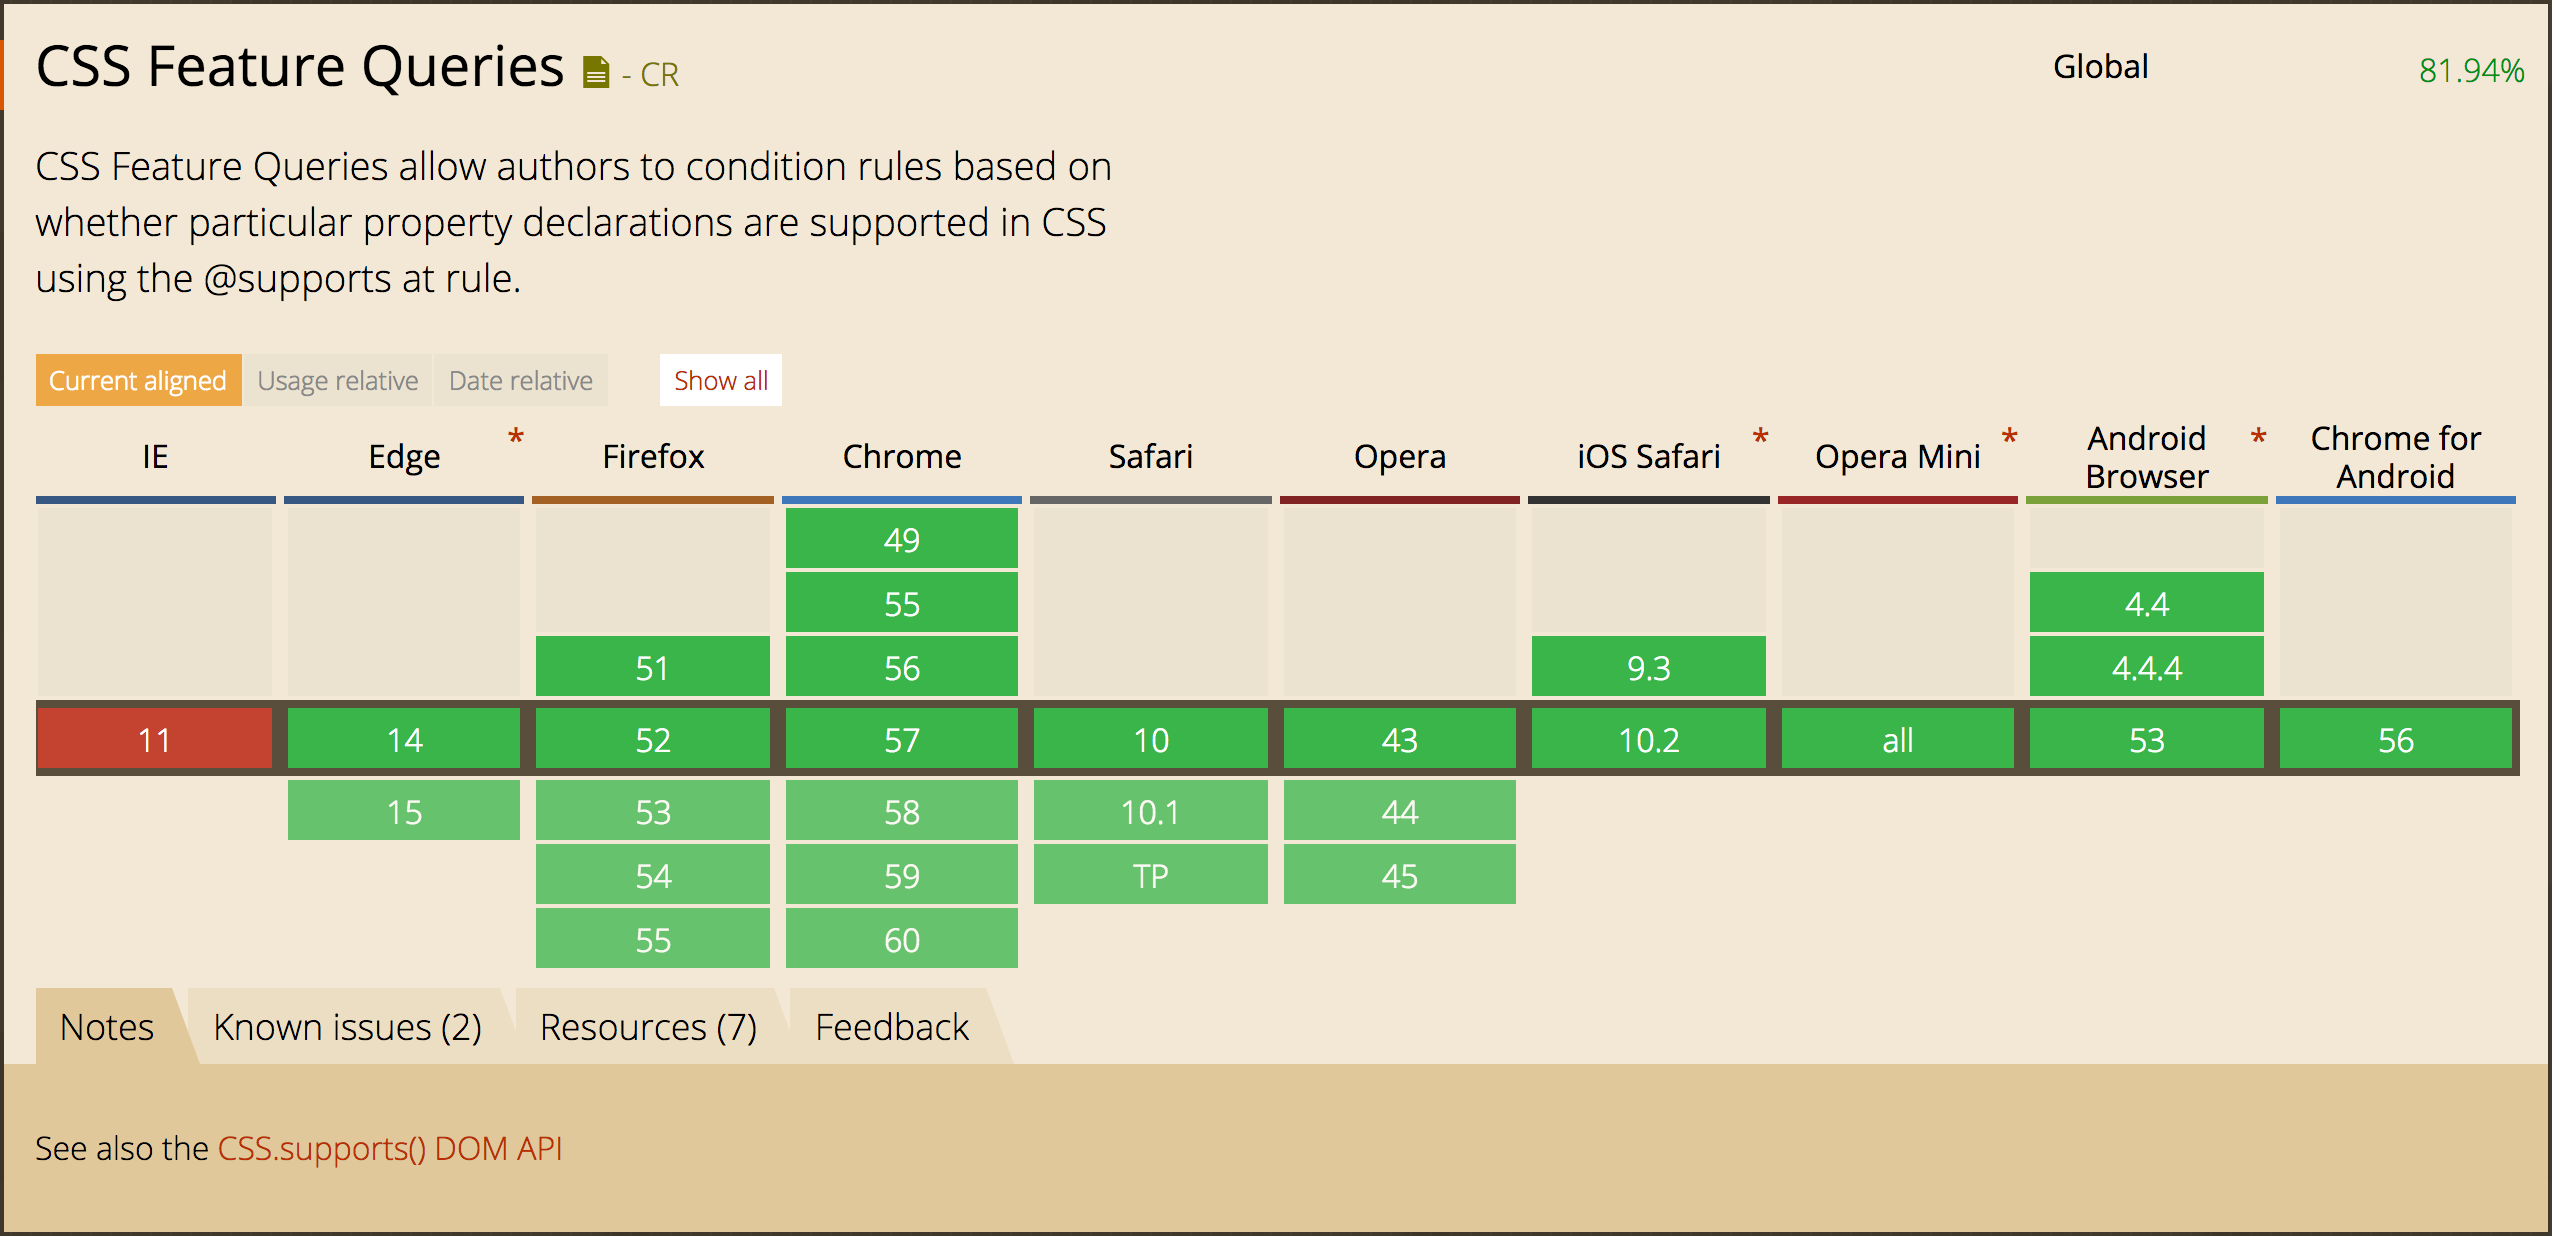 CSS Feature Queries - CR
Global 81.94%
CSS Feature Queries allow authors to condition rules based on
whether particular property declarations are supported in CSS
using the @supports at rule.
Current aligned Usage relative Date relative Show all
IE Edge * Firefox Chrome Safari Opera iOS Safari * Opera Mini * Android Browser * Chrome for Android
49
55 4.4
51 56 9.3 4.4.4
11 14 52 57 10 43 10.2 all 53 56
15 53 58 10.1 44
54 59 TP 45
55 60
Notes Known issues (2) Resources (7) Feedback
See also the CSS.supports() DOM API